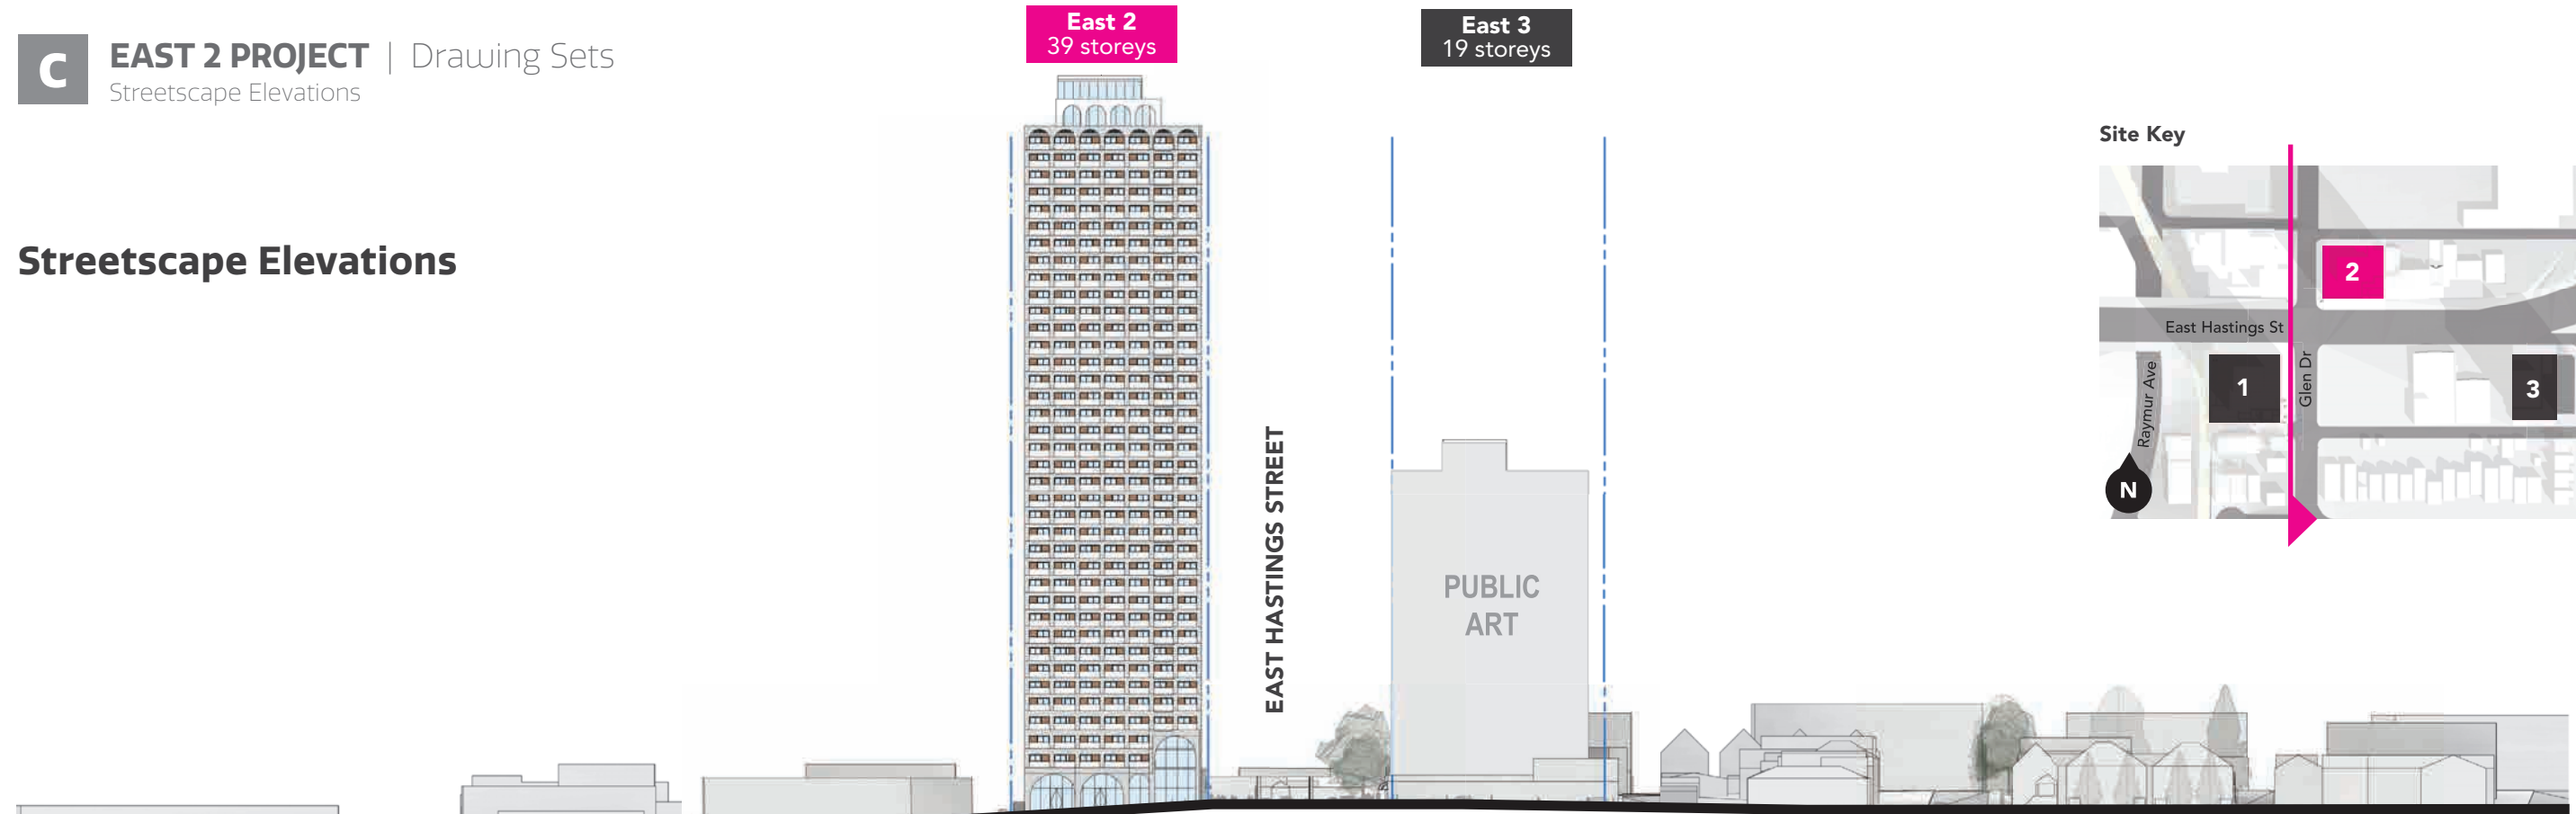 C
EAST 2 PROJECT | Drawing Sets
Streetscape Elevations
East 2
39 storeys
East 3
19 storeys
Streetscape Elevations
EAST HASTINGS STREET
PUBLIC
ART
Site Key
2
East Hastings St
Raymur Ave
1
Glen Dr
3
N